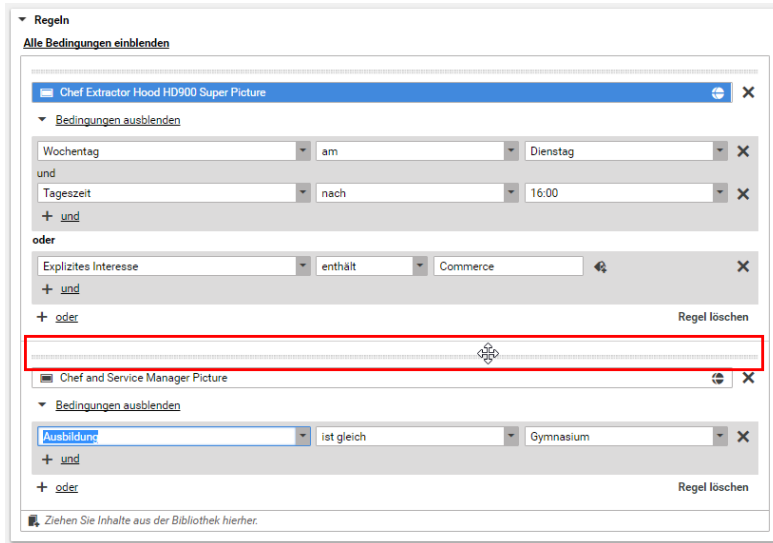 Regeln
Alle Bedingungen einblenden
Chef Extractor Hood HD900 Super Picture
Bedingungen ausblenden
Wochentag am Dienstag
und
Tageszeit nach 16:00
+ und
oder
Explizites Interesse enthält Commerce
+ und
+ oder Regel löschen
Chef and Service Manager Picture
Bedingungen ausblenden
Ausbildung ist gleich Gymnasium
+ und
+ oder Regel löschen
Ziehen Sie Inhalte aus der Bibliothek hierher.